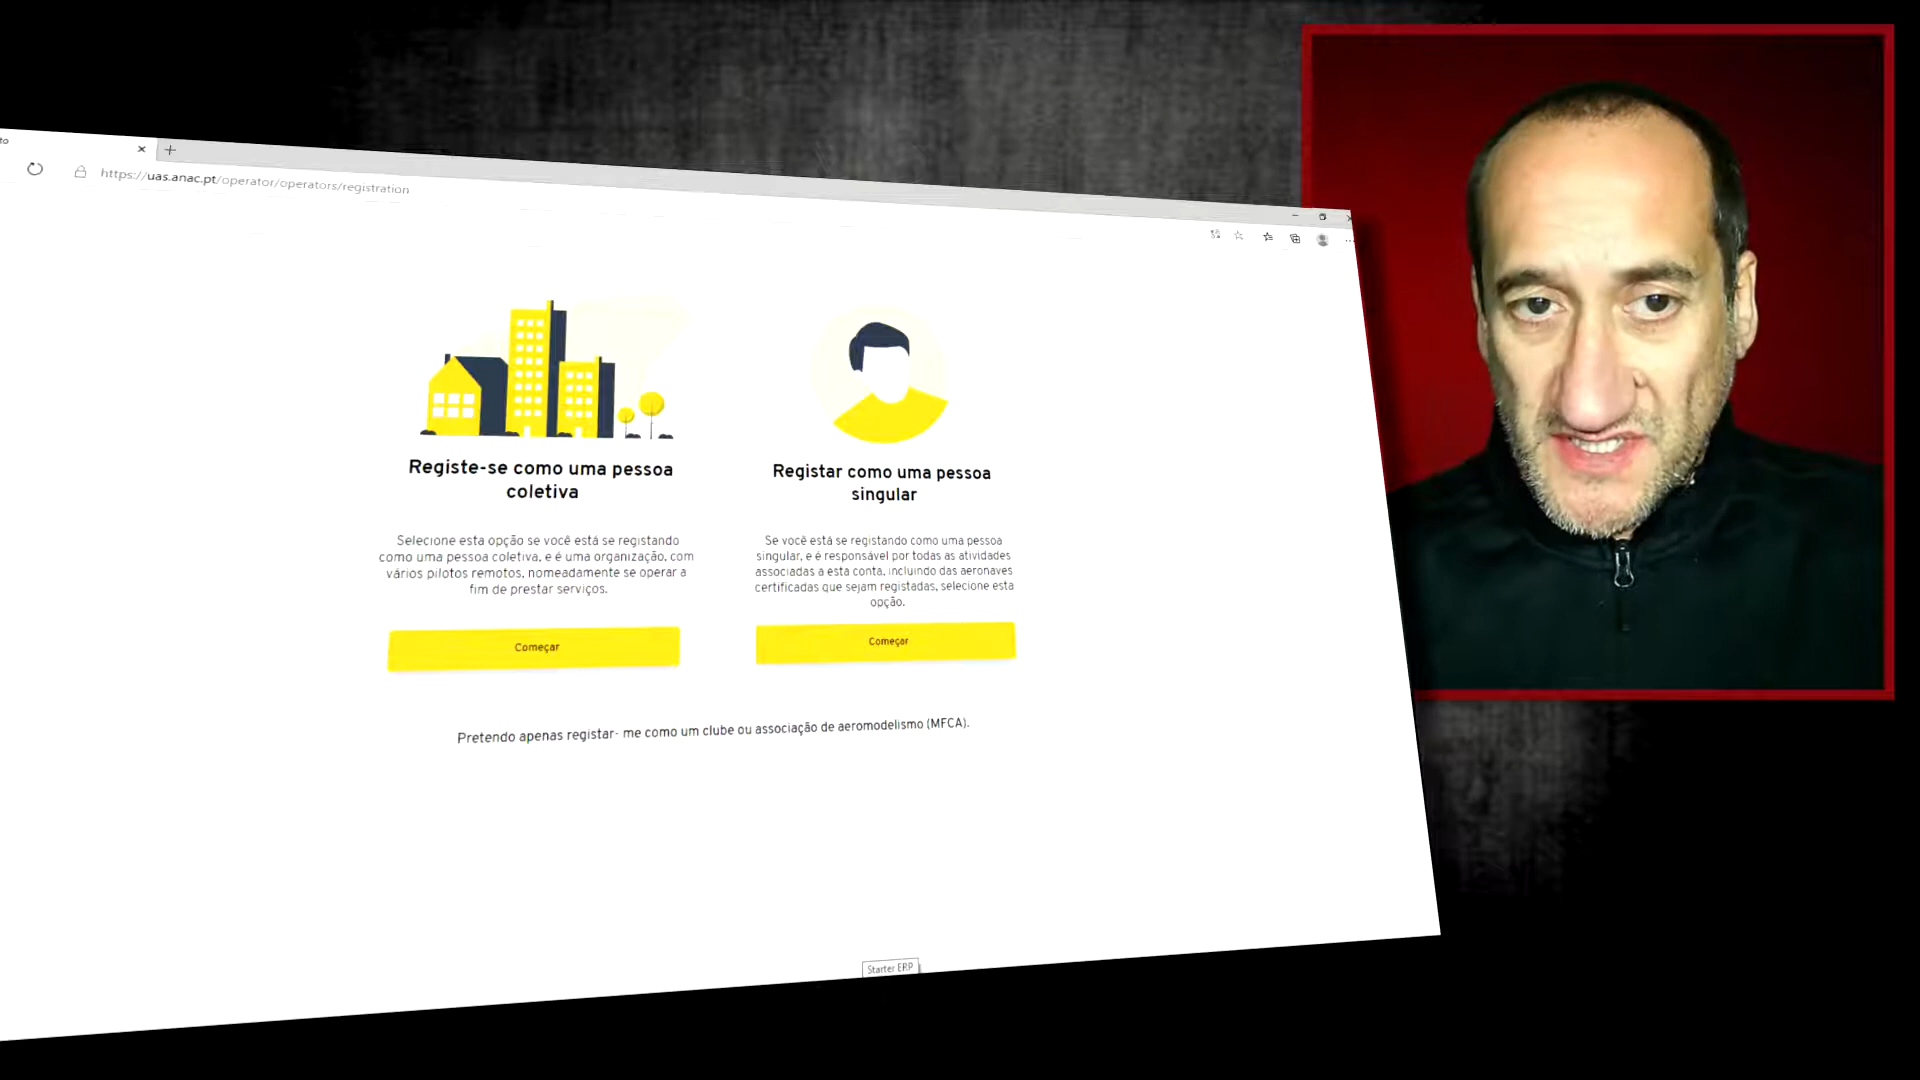 to
https://uas.anac.pt/operator/operators/registration
Registe-se como uma pessoa
coletiva
Selecione esta opção se você está se registando
como uma pessoa coletiva, e é uma organização, com
vários pilotos remotos, nomeadamente se operar a
fim de prestar serviços.
Começar
Registar como uma pessoa
singular
Se você está se registando como uma pessoa
singular, e é responsável por todas as atividades
associadas a esta conta, incluindo das aeronaves
certificadas que sejam registadas, selecione esta
opção.
Começar
Pretendo apenas registar- me como um clube ou associação de aeromodelismo (MFCA).
Starter ERP